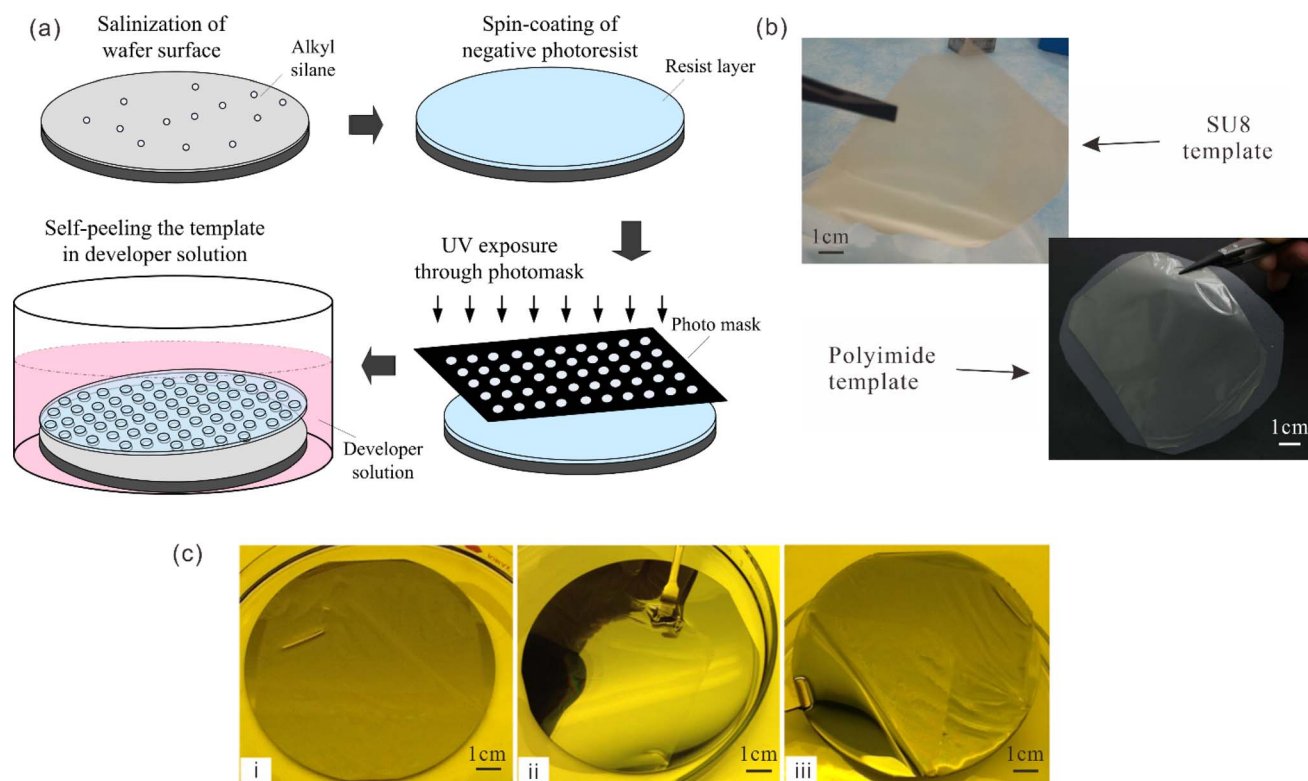 (a)
Salinization of
wafer surface
Alkyl
silane
Spin-coating of
negative photoresist
Resist layer
Self-peeling the template
in developer solution
UV exposure
through photomask
Photo mask
Developer
solution
(b)
1cm
SU8
template
Polyimide
template
1cm
(c)
i
1cm
ii
1cm
iii
1cm